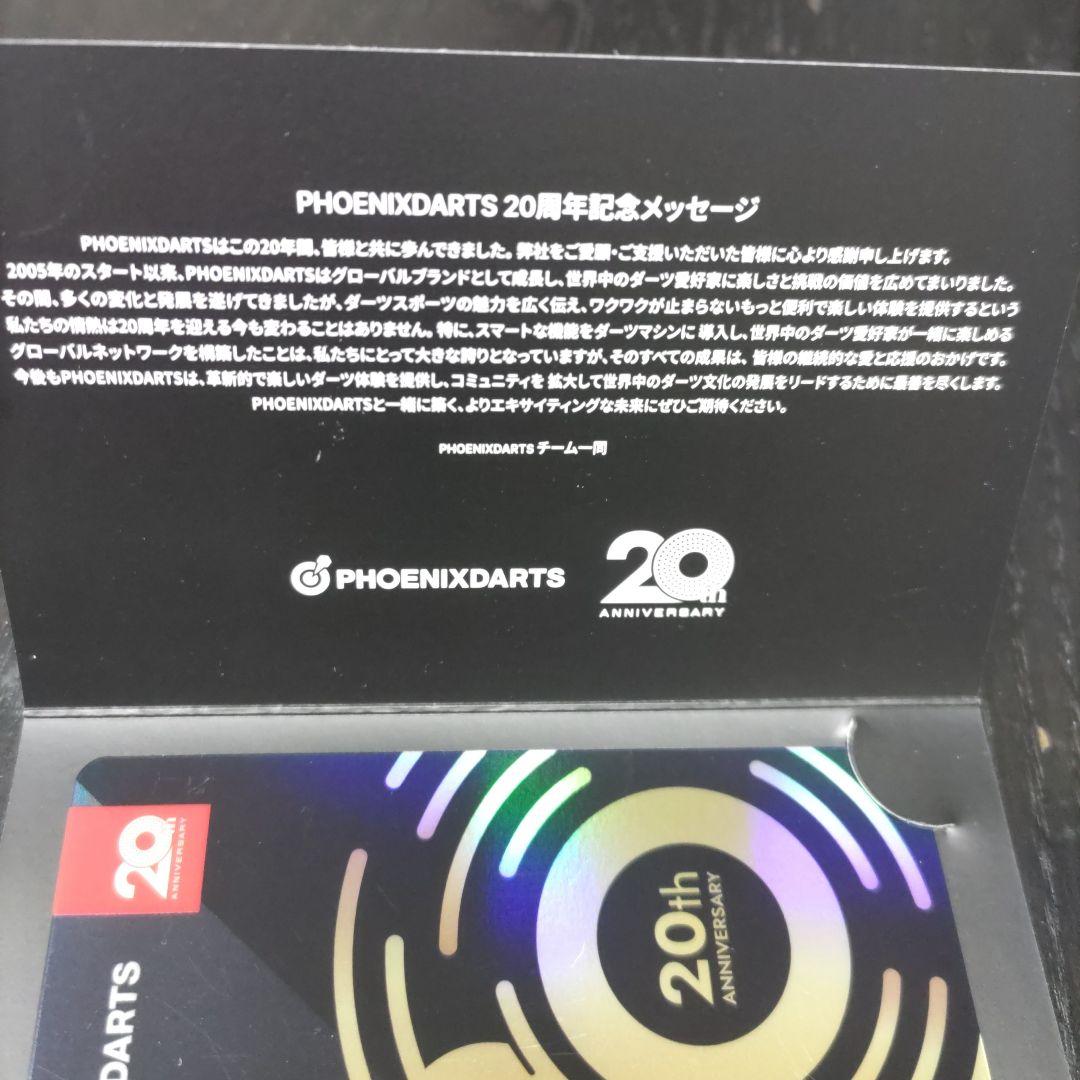 PHOENIXDARTS 20周年記念メッセージ
PHOENIXDARTSはこの20年間、皆様と共に歩んできました。弊社をご愛顧・ご支援いただいた皆様に心より感謝申し上げます。
2005年のスタート以来、PHOENIXDARTSはグローバルブランドとして成長し、世界中のダーツ愛好家に楽しさと挑戦の価値を広めてまいりました。
その間、多くの変化と発展を遂げてきましたが、ダーツスポーツの魅力を広く伝え、ワクワクが止まらないもっと便利で楽しい体験を提供するという
私たちの情熱は20周年を迎える今も変わることはありません。特に、スマートな機能をダーツマシンに 導入し、世界中のダーツ愛好家が一緒に楽しめる
グローバルネットワークを構築したことは、私たちにとって大きな誇りとなっていますが、そのすべての成果は、皆様の継続的な愛と応援のおかげです。
今後もPHOENIXDARTSは、革新的で楽しいダーツ体験を提供し、コミュニティを 拡大して世界中のダーツ文化の発展をリードするために最善を尽くします。
PHOENIXDARTSと一緒に築く、よりエキサイティングな未来にぜひご期待ください。
PHOENIXDARTS チーム一同
PHOENIXDARTS
20th
ANNIVERSARY
20th
ANNIVERSARY
DARTS
20th
ANNIVERSARY